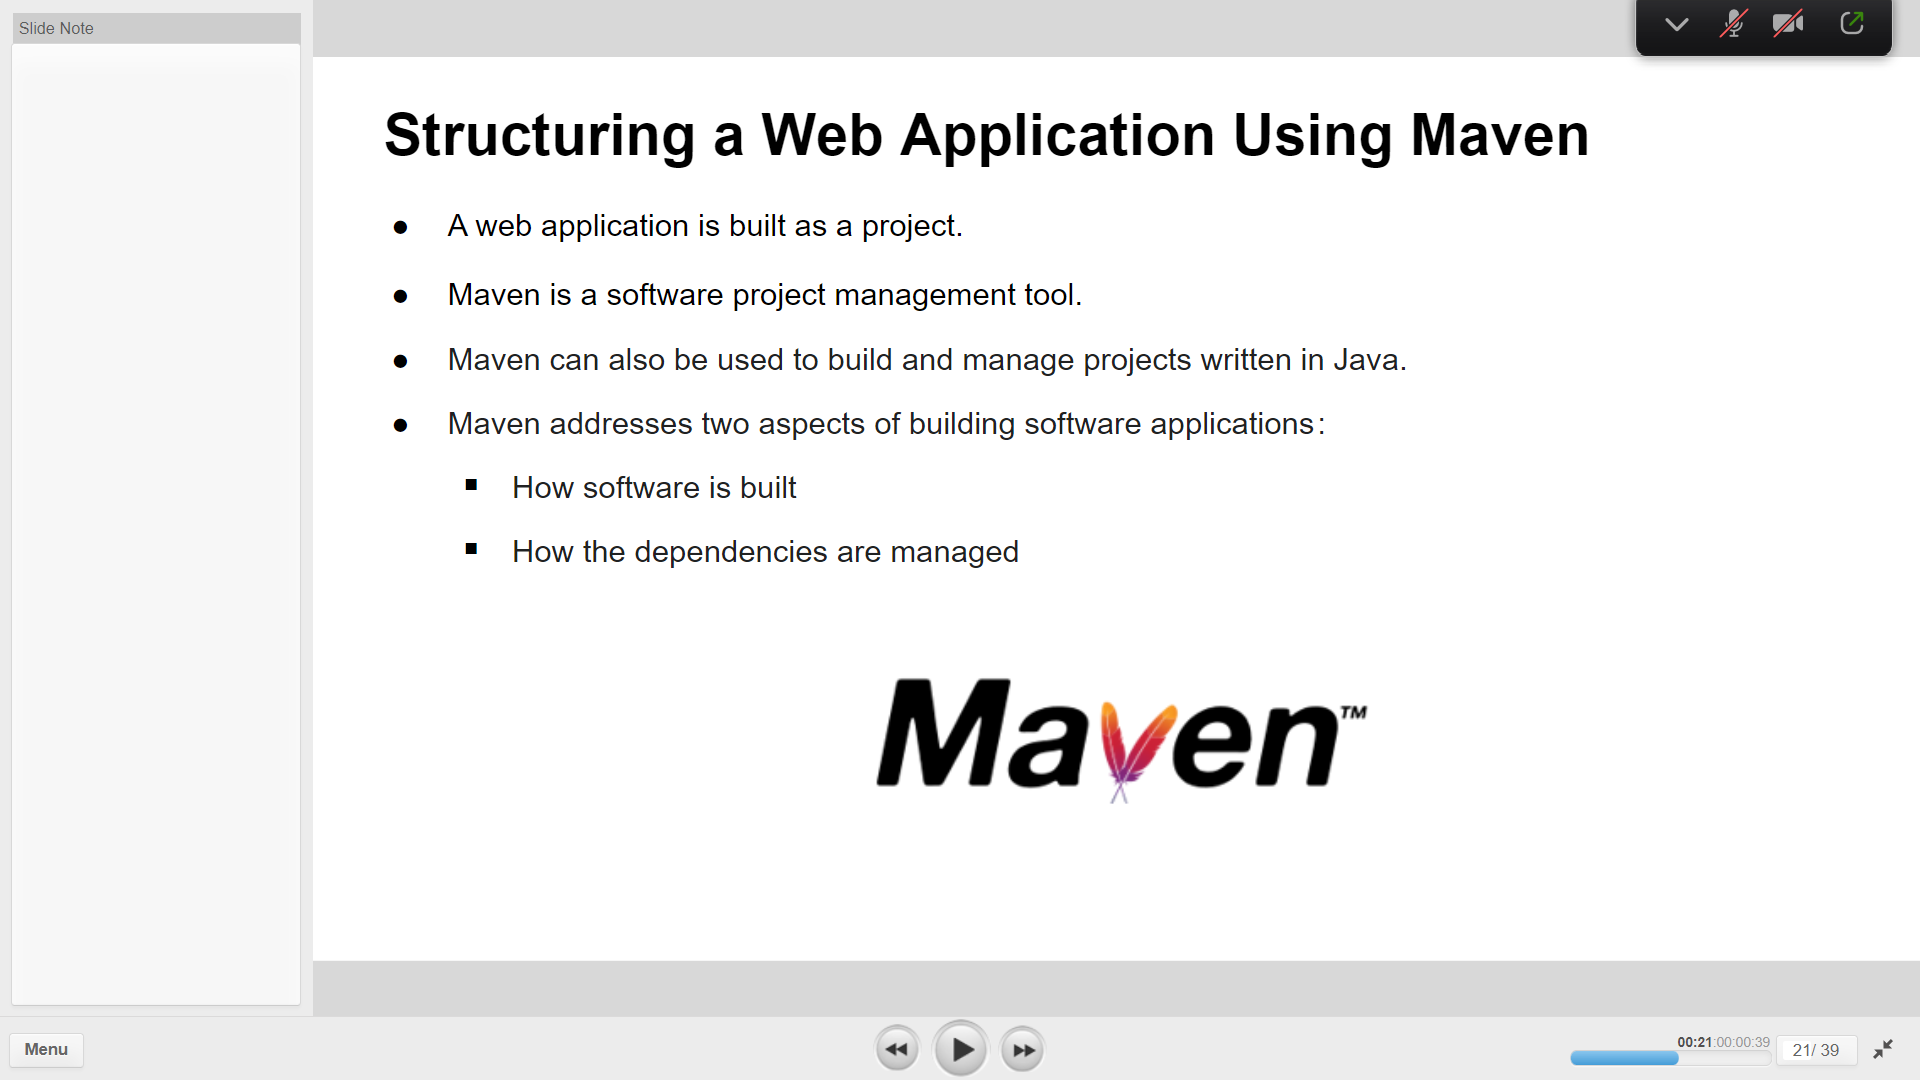 Slide Note
Structuring a Web Application Using Maven
● A web application is built as a project.
● Maven is a software project management tool.
● Maven can also be used to build and manage projects written in Java.
● Maven addresses two aspects of building software applications:
■ How software is built
■ How the dependencies are managed
Maven™
Menu
00:21:00:00:39
21/ 39